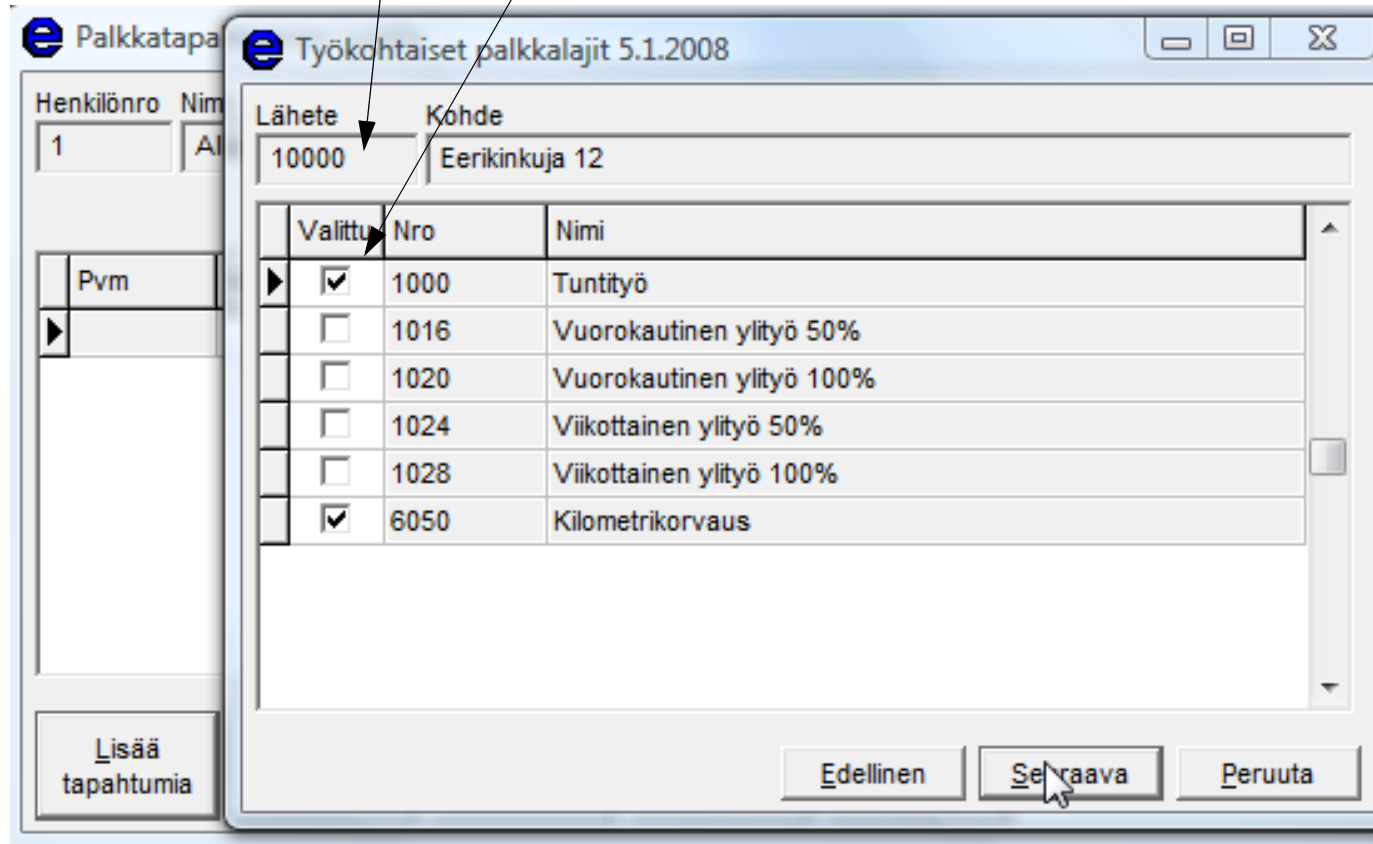 Palkkatapa
Työkohtaiset palkkalajit 5.1.2008
Henkilönro Nim
1 Al
Lähete Kohde
10000 Eerikinkuja 12
Valittu Nro Nimi
Pvm
1000 Tuntityö
1016 Vuorokautinen ylityö 50%
1020 Vuorokautinen ylityö 100%
1024 Viikottainen ylityö 50%
1028 Viikottainen ylityö 100%
6050 Kilometrikorvaus
Lisää
tapahtumia
Edellinen Seuraava Peruuta